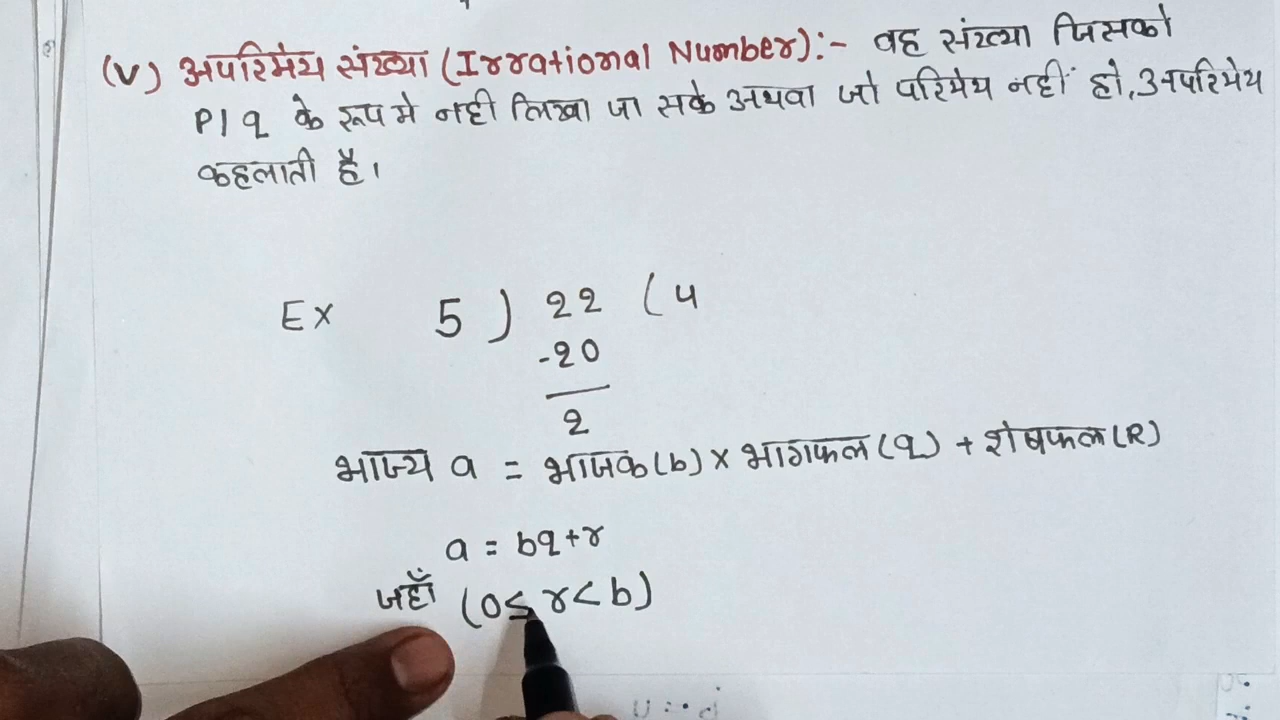 (V) अपरिमेय संख्या (Irrational Number):- वह संख्या जिसको
P/q के रूप मे नही लिखा जा सके अथवा जो परिमेय नहीं हो, अपरिमेय
कहलाती है।
Ex 5 ) 22 ( 4
-20
2
भाज्य a = भाजक(b) × भागफल(q) + शेषफल(R)
a = bq+r
जहाँ (0≤ r< b)